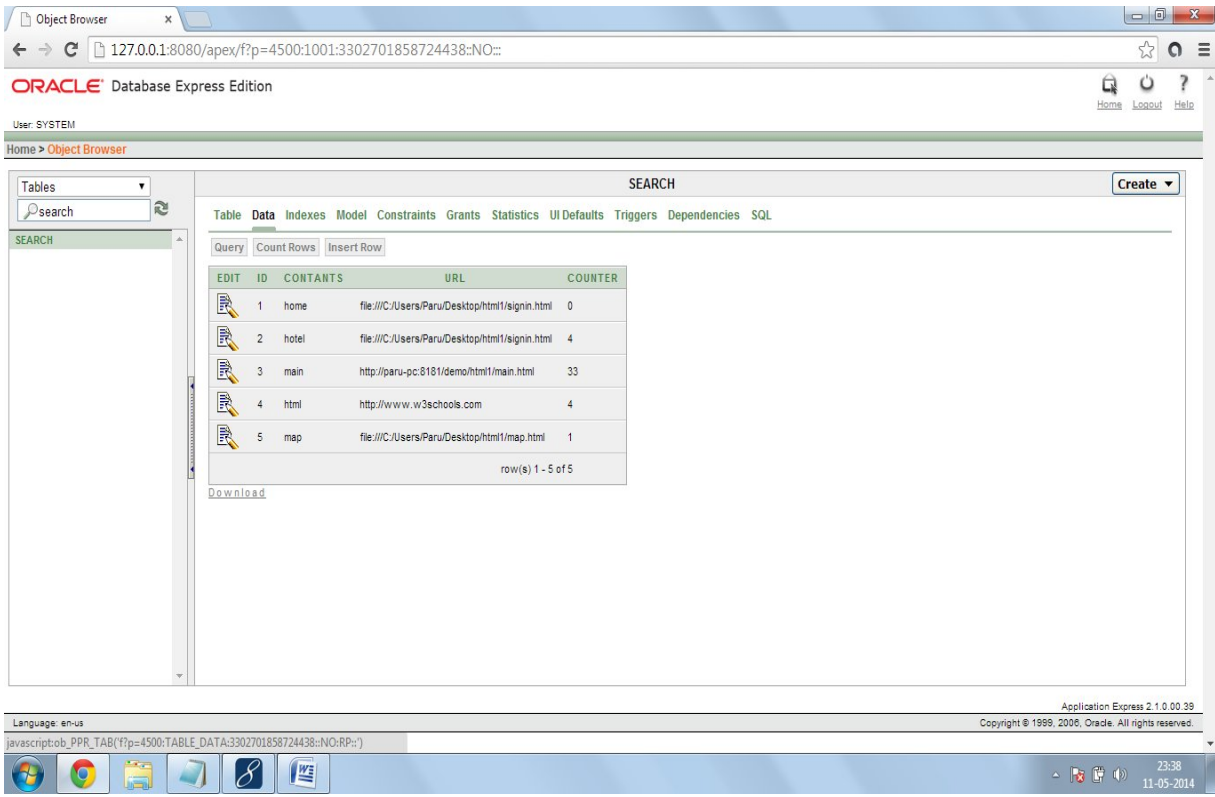 Object Browser
127.0.0.1:8080/apex/f?p=4500:1001:3302701858724438::NO:::
ORACLE Database Express Edition
Home Logout Help
User: SYSTEM
Home > Object Browser
Tables
search
SEARCH
SEARCH
Create
Table Data Indexes Model Constraints Grants Statistics UI Defaults Triggers Dependencies SQL
Query Count Rows Insert Row
EDIT ID CONTANTS URL COUNTER
1 home file:///C:/Users/Paru/Desktop/html1/signin.html 0
2 hotel file:///C:/Users/Paru/Desktop/html1/signin.html 4
3 main http://paru-pc:8181/demo/html1/main.html 33
4 html http://www.w3schools.com 4
5 map file:///C:/Users/Paru/Desktop/html1/map.html 1
row(s) 1 - 5 of 5
Download
Application Express 2.1.0.00.39
Language: en-us
Copyright © 1999, 2006, Oracle. All rights reserved.
javascript:ob_PPR_TAB('f?p=4500:TABLE_DATA:3302701858724438::NO:RP::')
23:38
11-05-2014